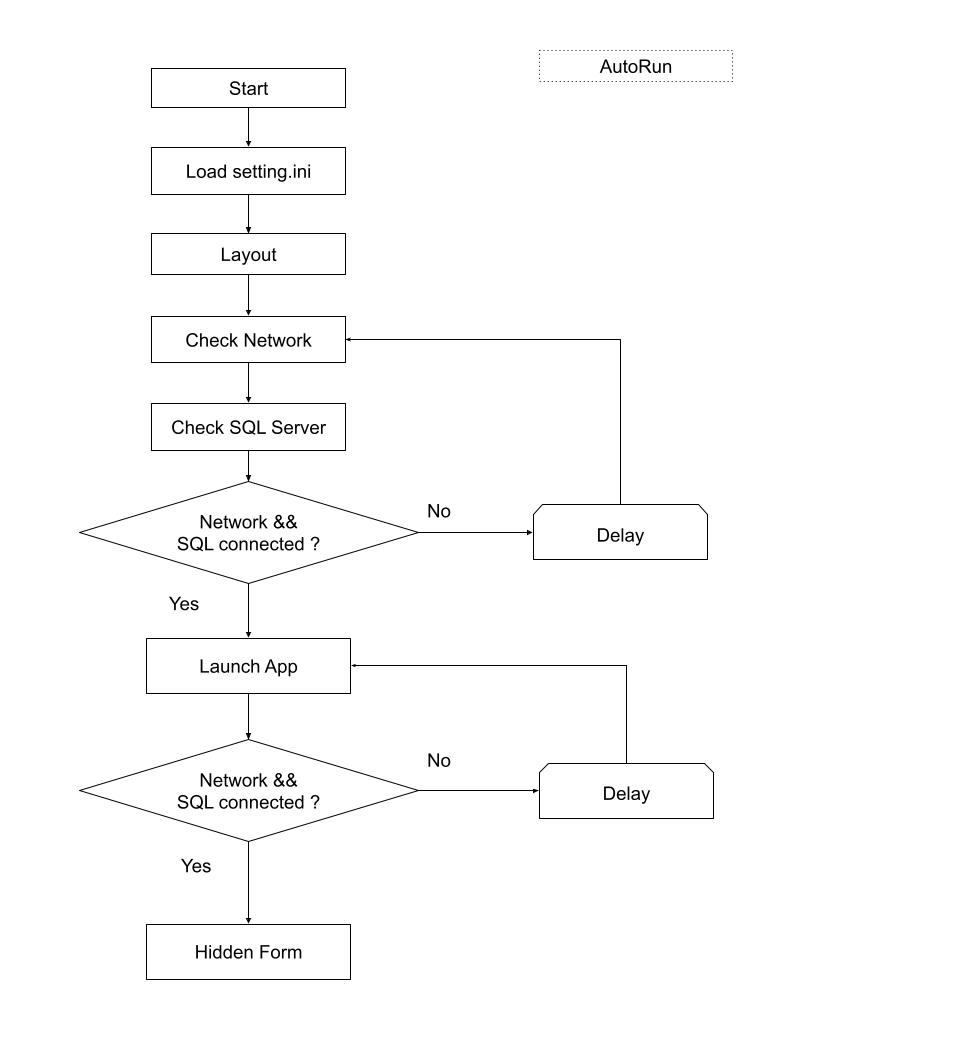 AutoRun
Start
Load setting.ini
Layout
Check Network
Check SQL Server
Network &&
SQL connected ?
No
Delay
Yes
Launch App
Network &&
SQL connected ?
No
Delay
Yes
Hidden Form